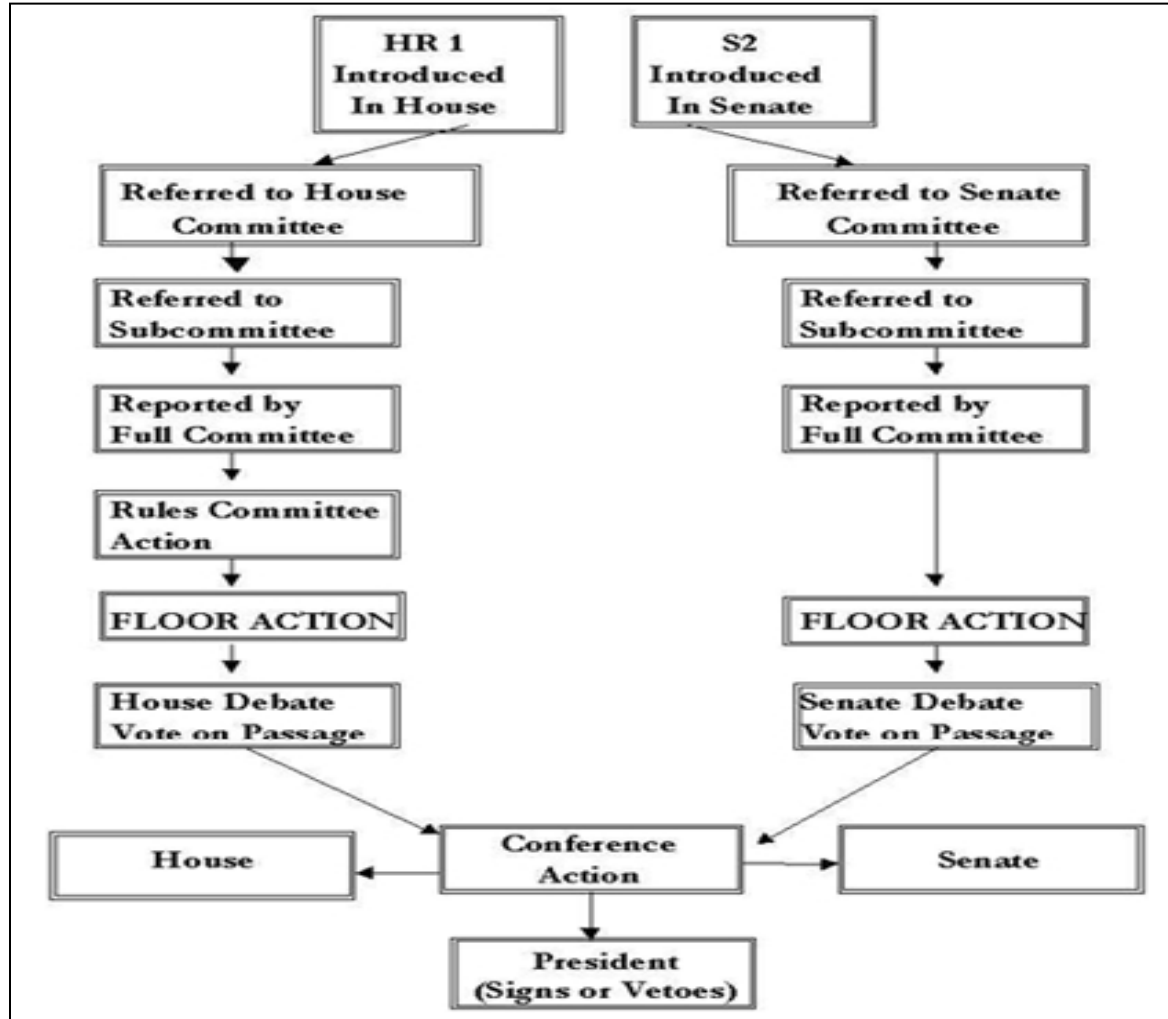 HR 1
Introduced
In House
S2
Introduced
In Senate
Referred to House
Committee
Referred to Senate
Committee
Referred to
Subcommittee
Referred to
Subcommittee
Reported by
Full Committee
Reported by
Full Committee
Rules Committee
Action
FLOOR ACTION
FLOOR ACTION
House Debate
Vote on Passage
Senate Debate
Vote on Passage
House
Conference
Action
Senate
President
(Signs or Vetoes)